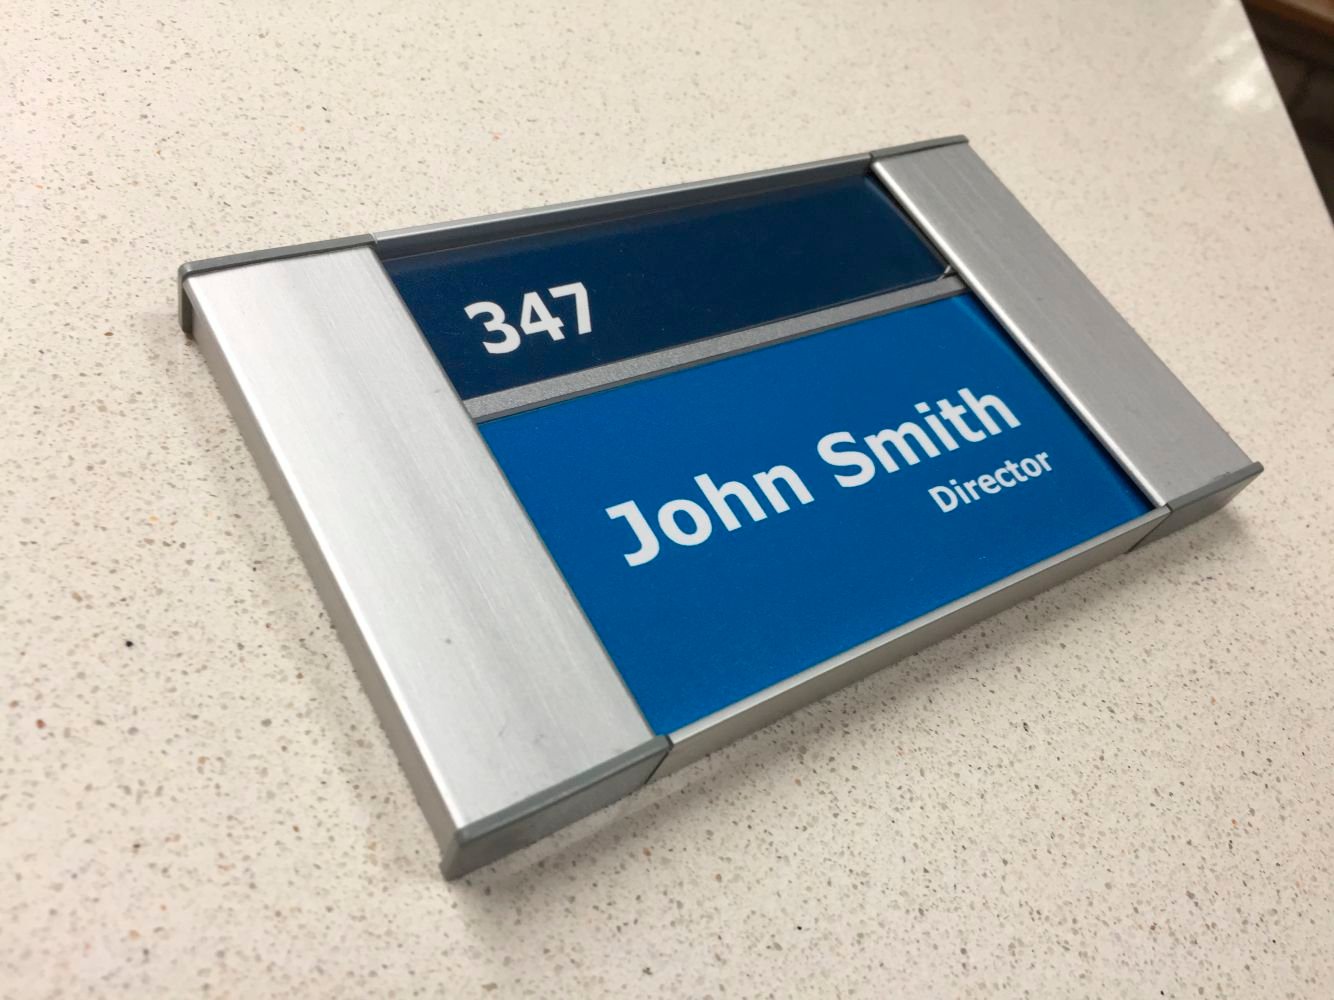 347
John Smith
Director